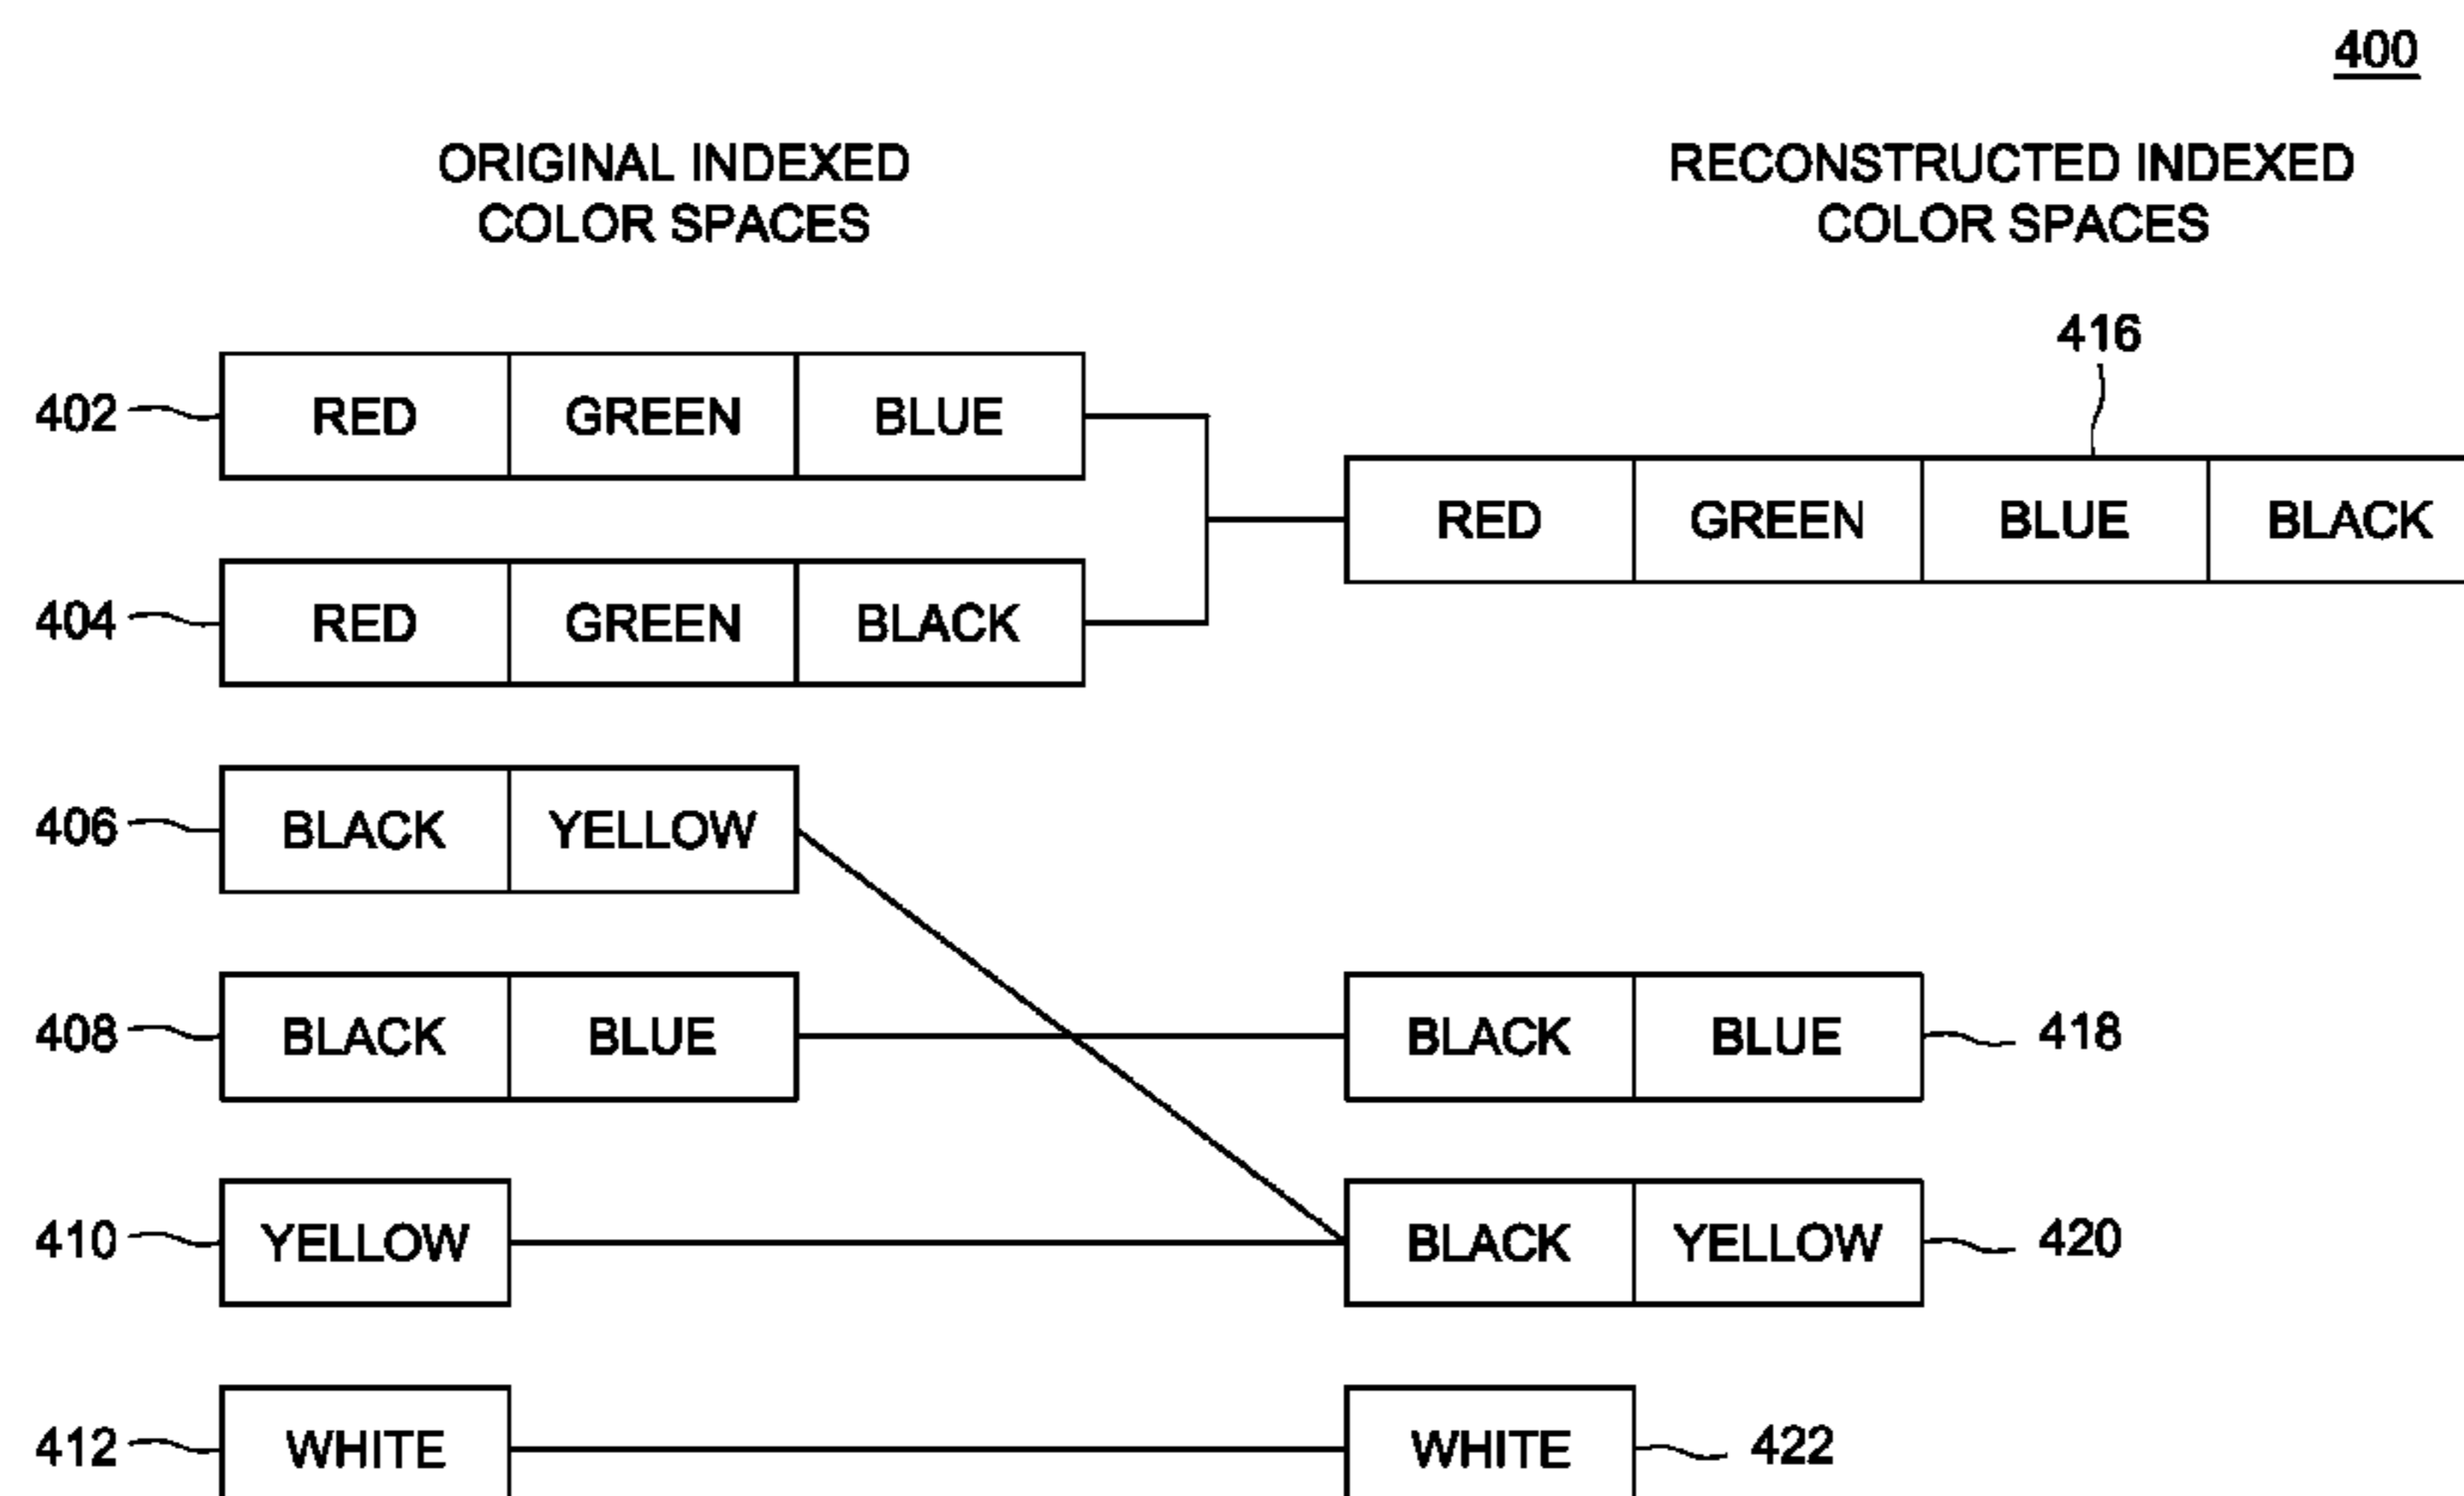 400
ORIGINAL INDEXED
COLOR SPACES
RECONSTRUCTED INDEXED
COLOR SPACES
416
402 RED GREEN BLUE
RED GREEN BLUE BLACK
404 RED GREEN BLACK
406 BLACK YELLOW
408 BLACK BLUE BLACK BLUE 418
410 YELLOW BLACK YELLOW 420
412 WHITE WHITE 422